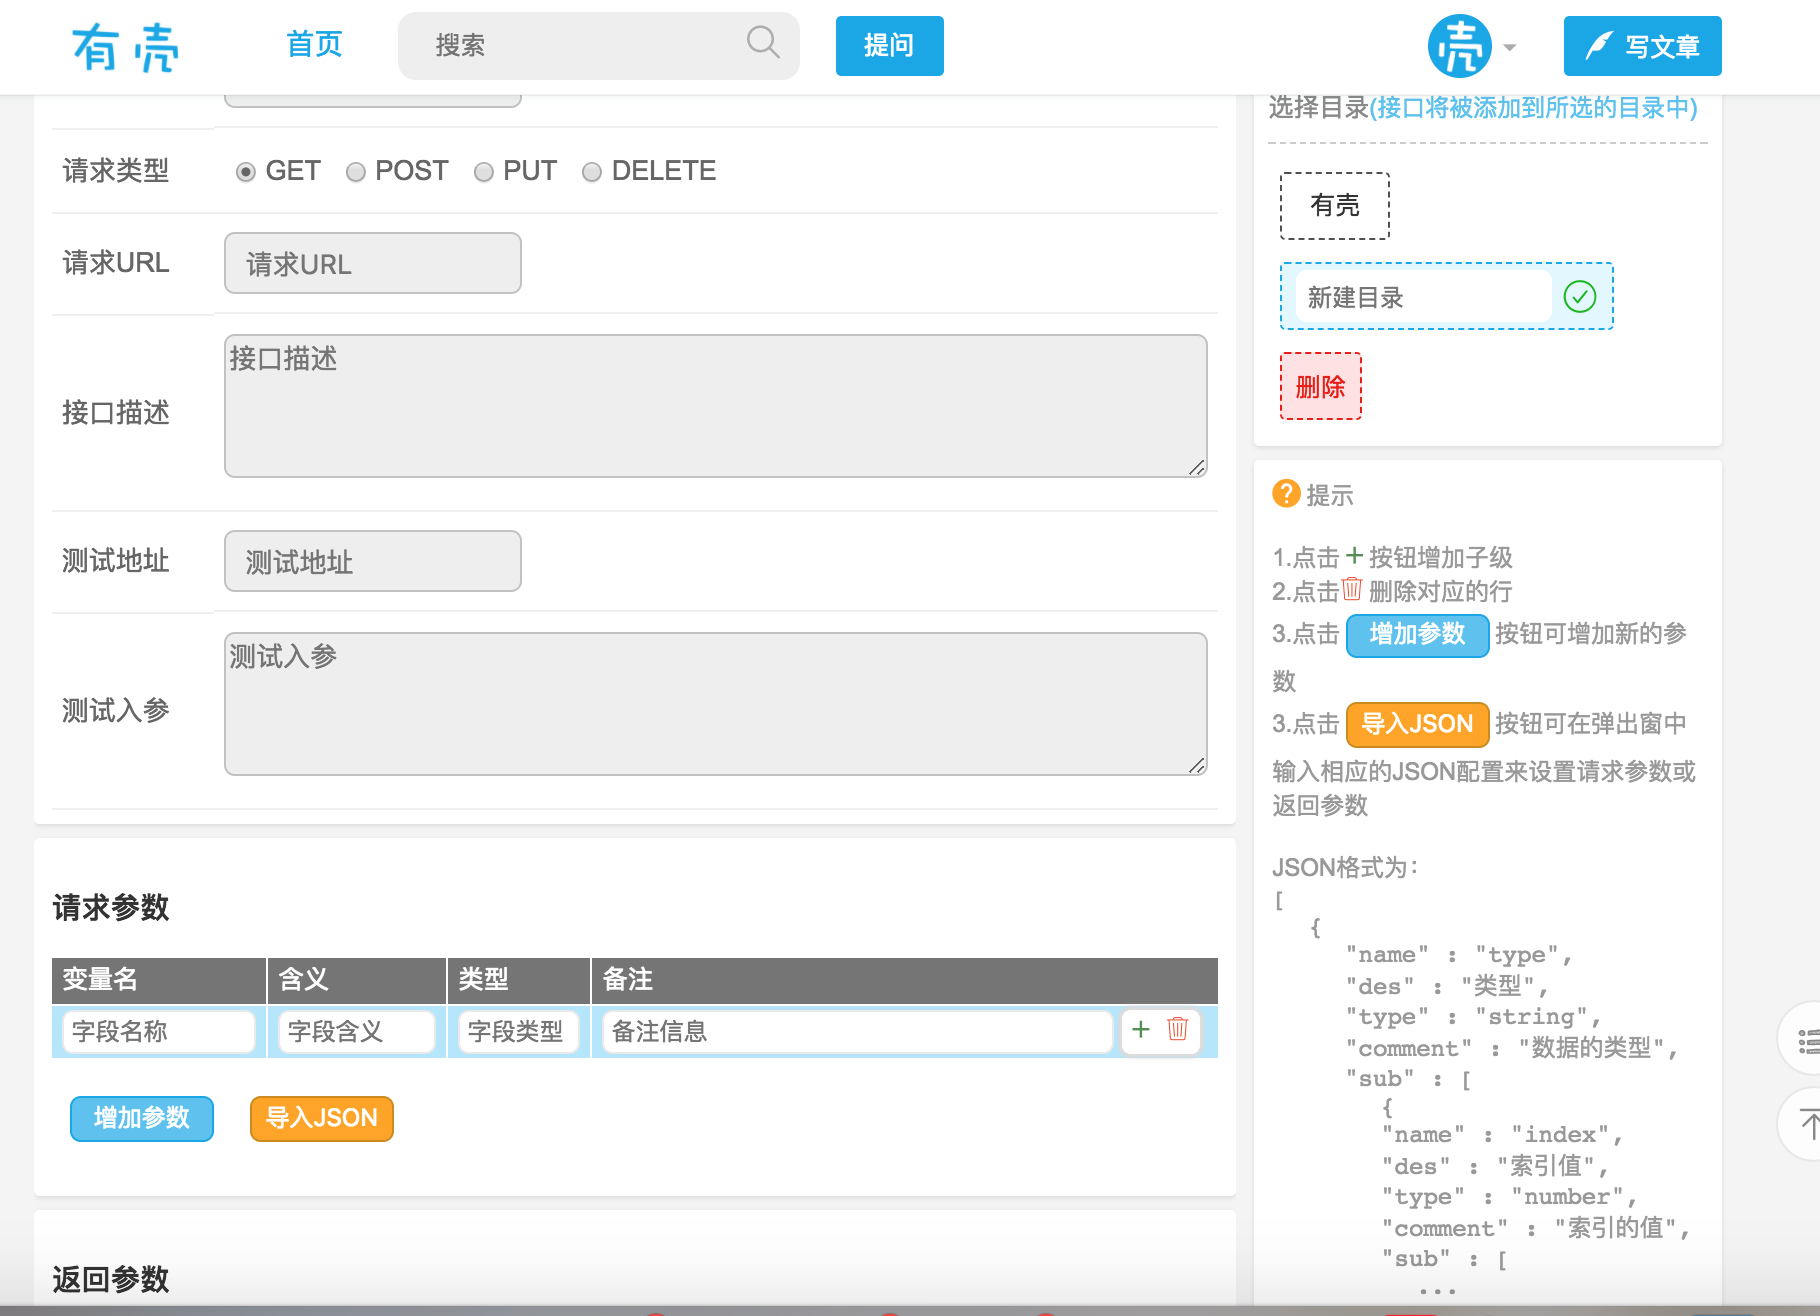 有壳
首页
搜索
提问
壳
写文章
请求类型
GET POST PUT DELETE
请求URL
请求URL
接口描述
接口描述
测试地址
测试地址
测试入参
测试入参
请求参数
变量名 含义 类型 备注
字段名称 字段含义 字段类型 备注信息 +
增加参数 导入JSON
返回参数
选择目录(接口将被添加到所选的目录中)
有壳
新建目录
删除
? 提示
1.点击 + 按钮增加子级
2.点击 删除对应的行
3.点击 增加参数 按钮可增加新的参
数
3.点击 导入JSON 按钮可在弹出窗中
输入相应的JSON配置来设置请求参数或
返回参数
JSON格式为:
[
{
"name" : "type",
"des" : "类型",
"type" : "string",
"comment" : "数据的类型",
"sub" : [
{
"name" : "index",
"des" : "索引值",
"type" : "number",
"comment" : "索引的值",
"sub" : [
...